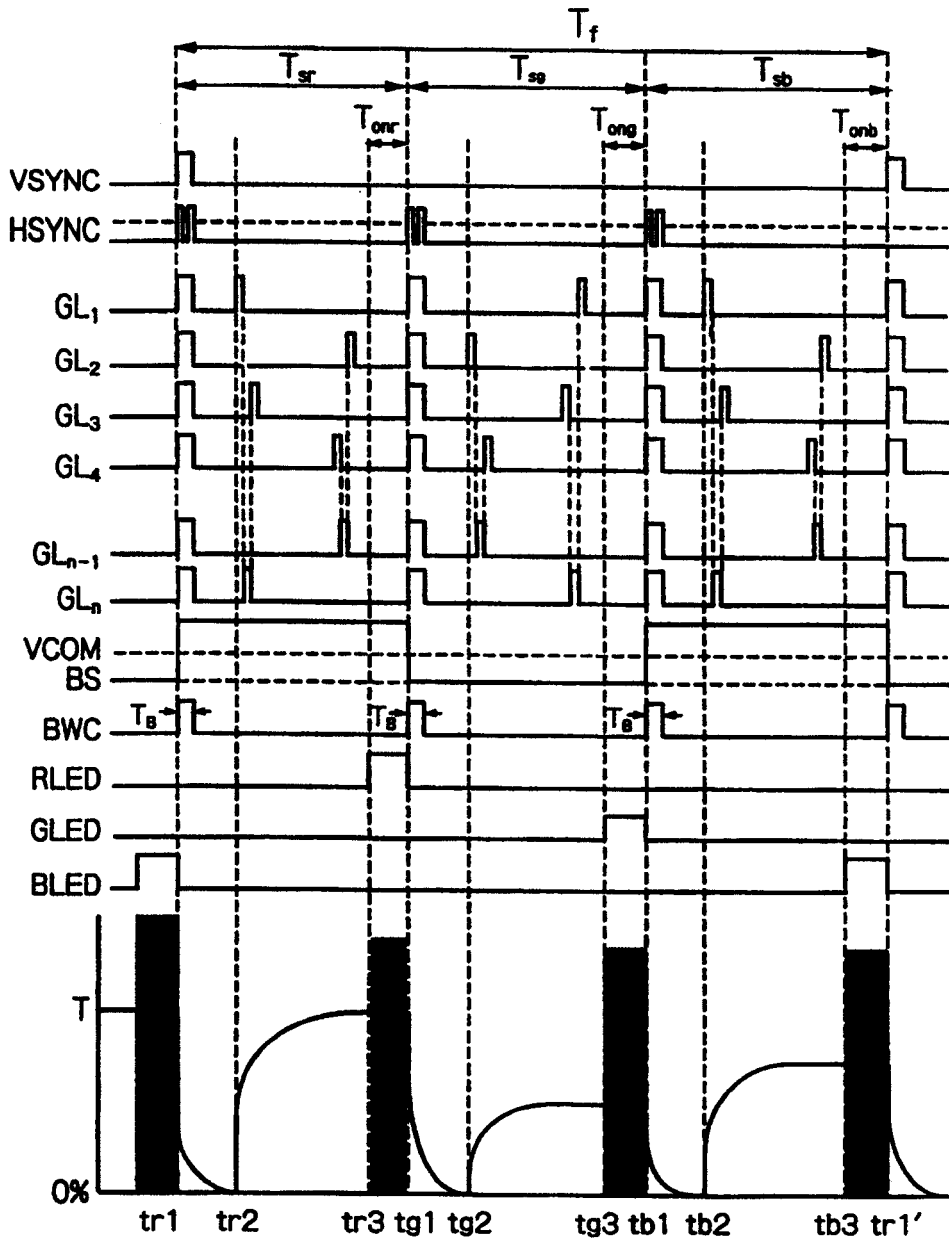 Tf
Tsr Tsg Tsb
Tonr Tong Tonb
VSYNC
HSYNC
GL1
GL2
GL3
GL4
GLn-1
GLn
VCOM
BS
BWC TB TB TB
RLED
GLED
BLED
T
0%
tr1 tr2 tr3 tg1 tg2 tg3 tb1 tb2 tb3 tr1'